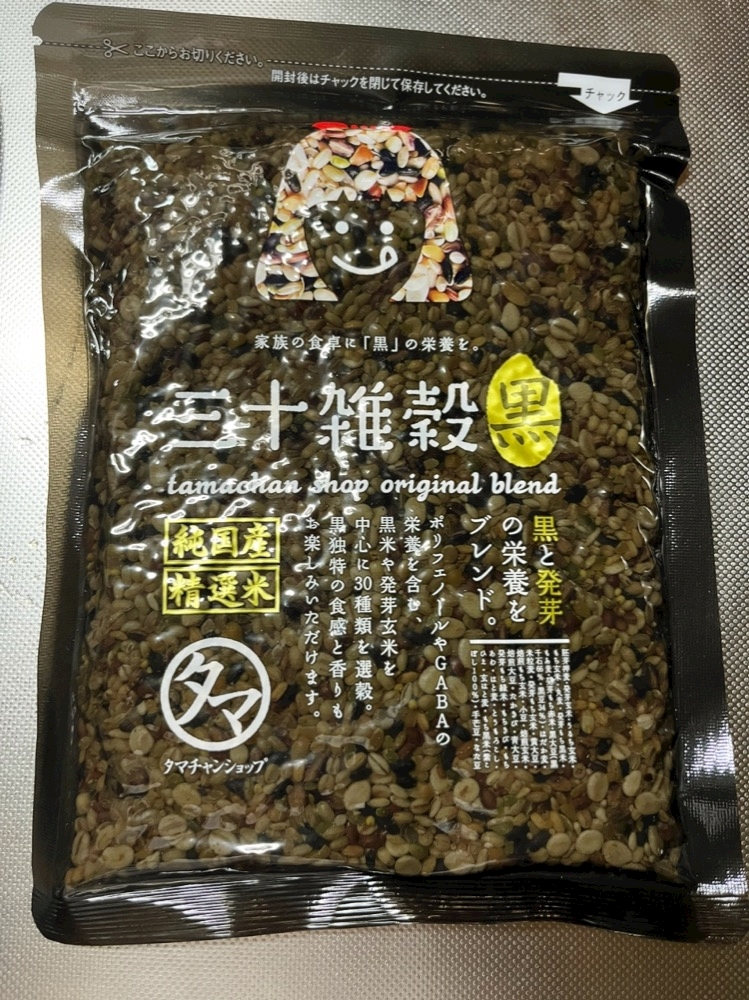 ここからお切りください。
開封後はチャックを閉じて保存してください。
チャック
家族の食卓に「黒」の栄養を。
三十雑穀
黒
tamachan shop original blend
黒と発芽
の栄養を
ブレンド。
ポリフェノールやGABAの
栄養を含む、
黒米や発芽玄米を
中心に30種類を選穀。
黒独特の食感と香りも
お楽しみいただけます。
純国産
精選米
タマ
タマチャンショップ